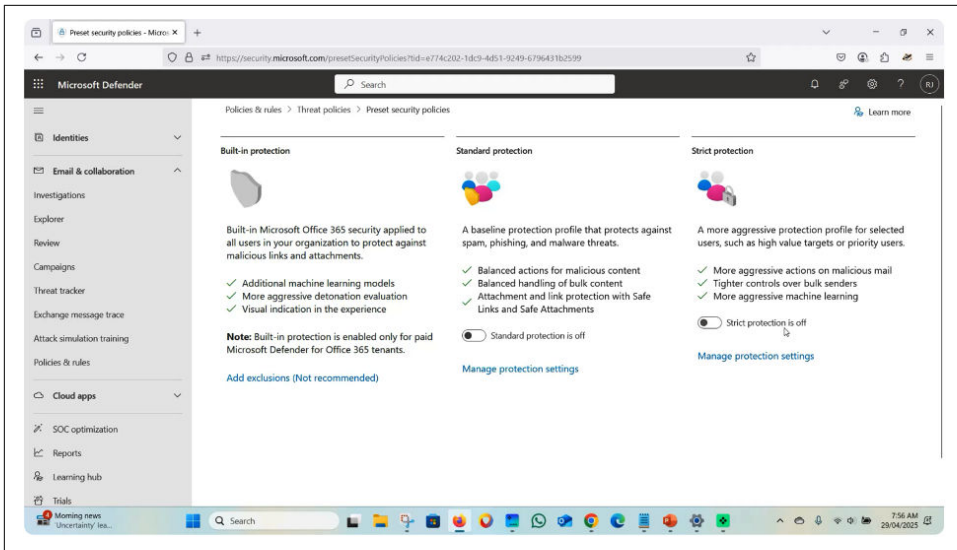 Preset security policies - Micros
https://security.microsoft.com/presetSecurityPolicies?tid=e774c202-1dc9-4d51-9249-6796431b2599
Microsoft Defender
Search
RJ
Policies & rules > Threat policies > Preset security policies
Learn more
Identities
Email & collaboration
Investigations
Explorer
Review
Campaigns
Threat tracker
Exchange message trace
Attack simulation training
Policies & rules
Cloud apps
SOC optimization
Reports
Learning hub
Trials
Built-in protection
Built-in Microsoft Office 365 security applied to
all users in your organization to protect against
malicious links and attachments.
Additional machine learning models
More aggressive detonation evaluation
Visual indication in the experience
Note: Built-in protection is enabled only for paid
Microsoft Defender for Office 365 tenants.
Add exclusions (Not recommended)
Standard protection
A baseline protection profile that protects against
spam, phishing, and malware threats.
Balanced actions for malicious content
Balanced handling of bulk content
Attachment and link protection with Safe
Links and Safe Attachments
Standard protection is off
Manage protection settings
Strict protection
A more aggressive protection profile for selected
users, such as high value targets or priority users.
More aggressive actions on malicious mail
Tighter controls over bulk senders
More aggressive machine learning
Strict protection is off
Manage protection settings
Morning news
'Uncertainty' lea...
Search
7:56 AM
29/04/2025